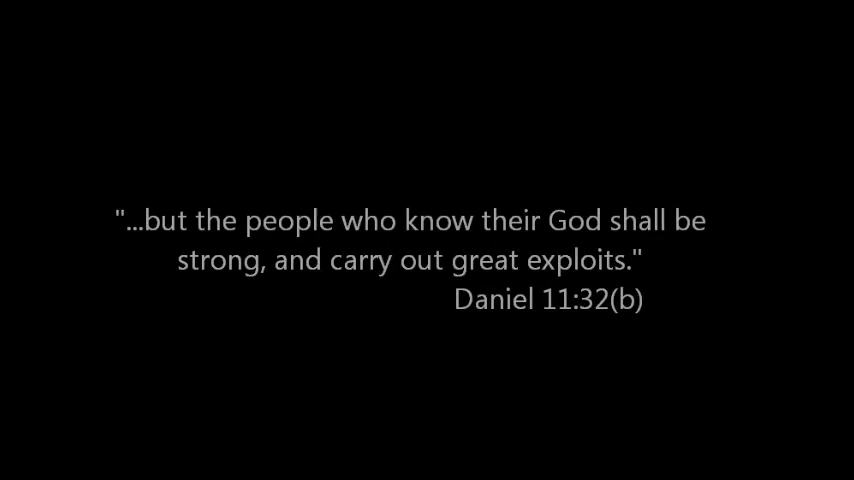 "...but the people who know their God shall be
strong, and carry out great exploits."
Daniel 11:32(b)